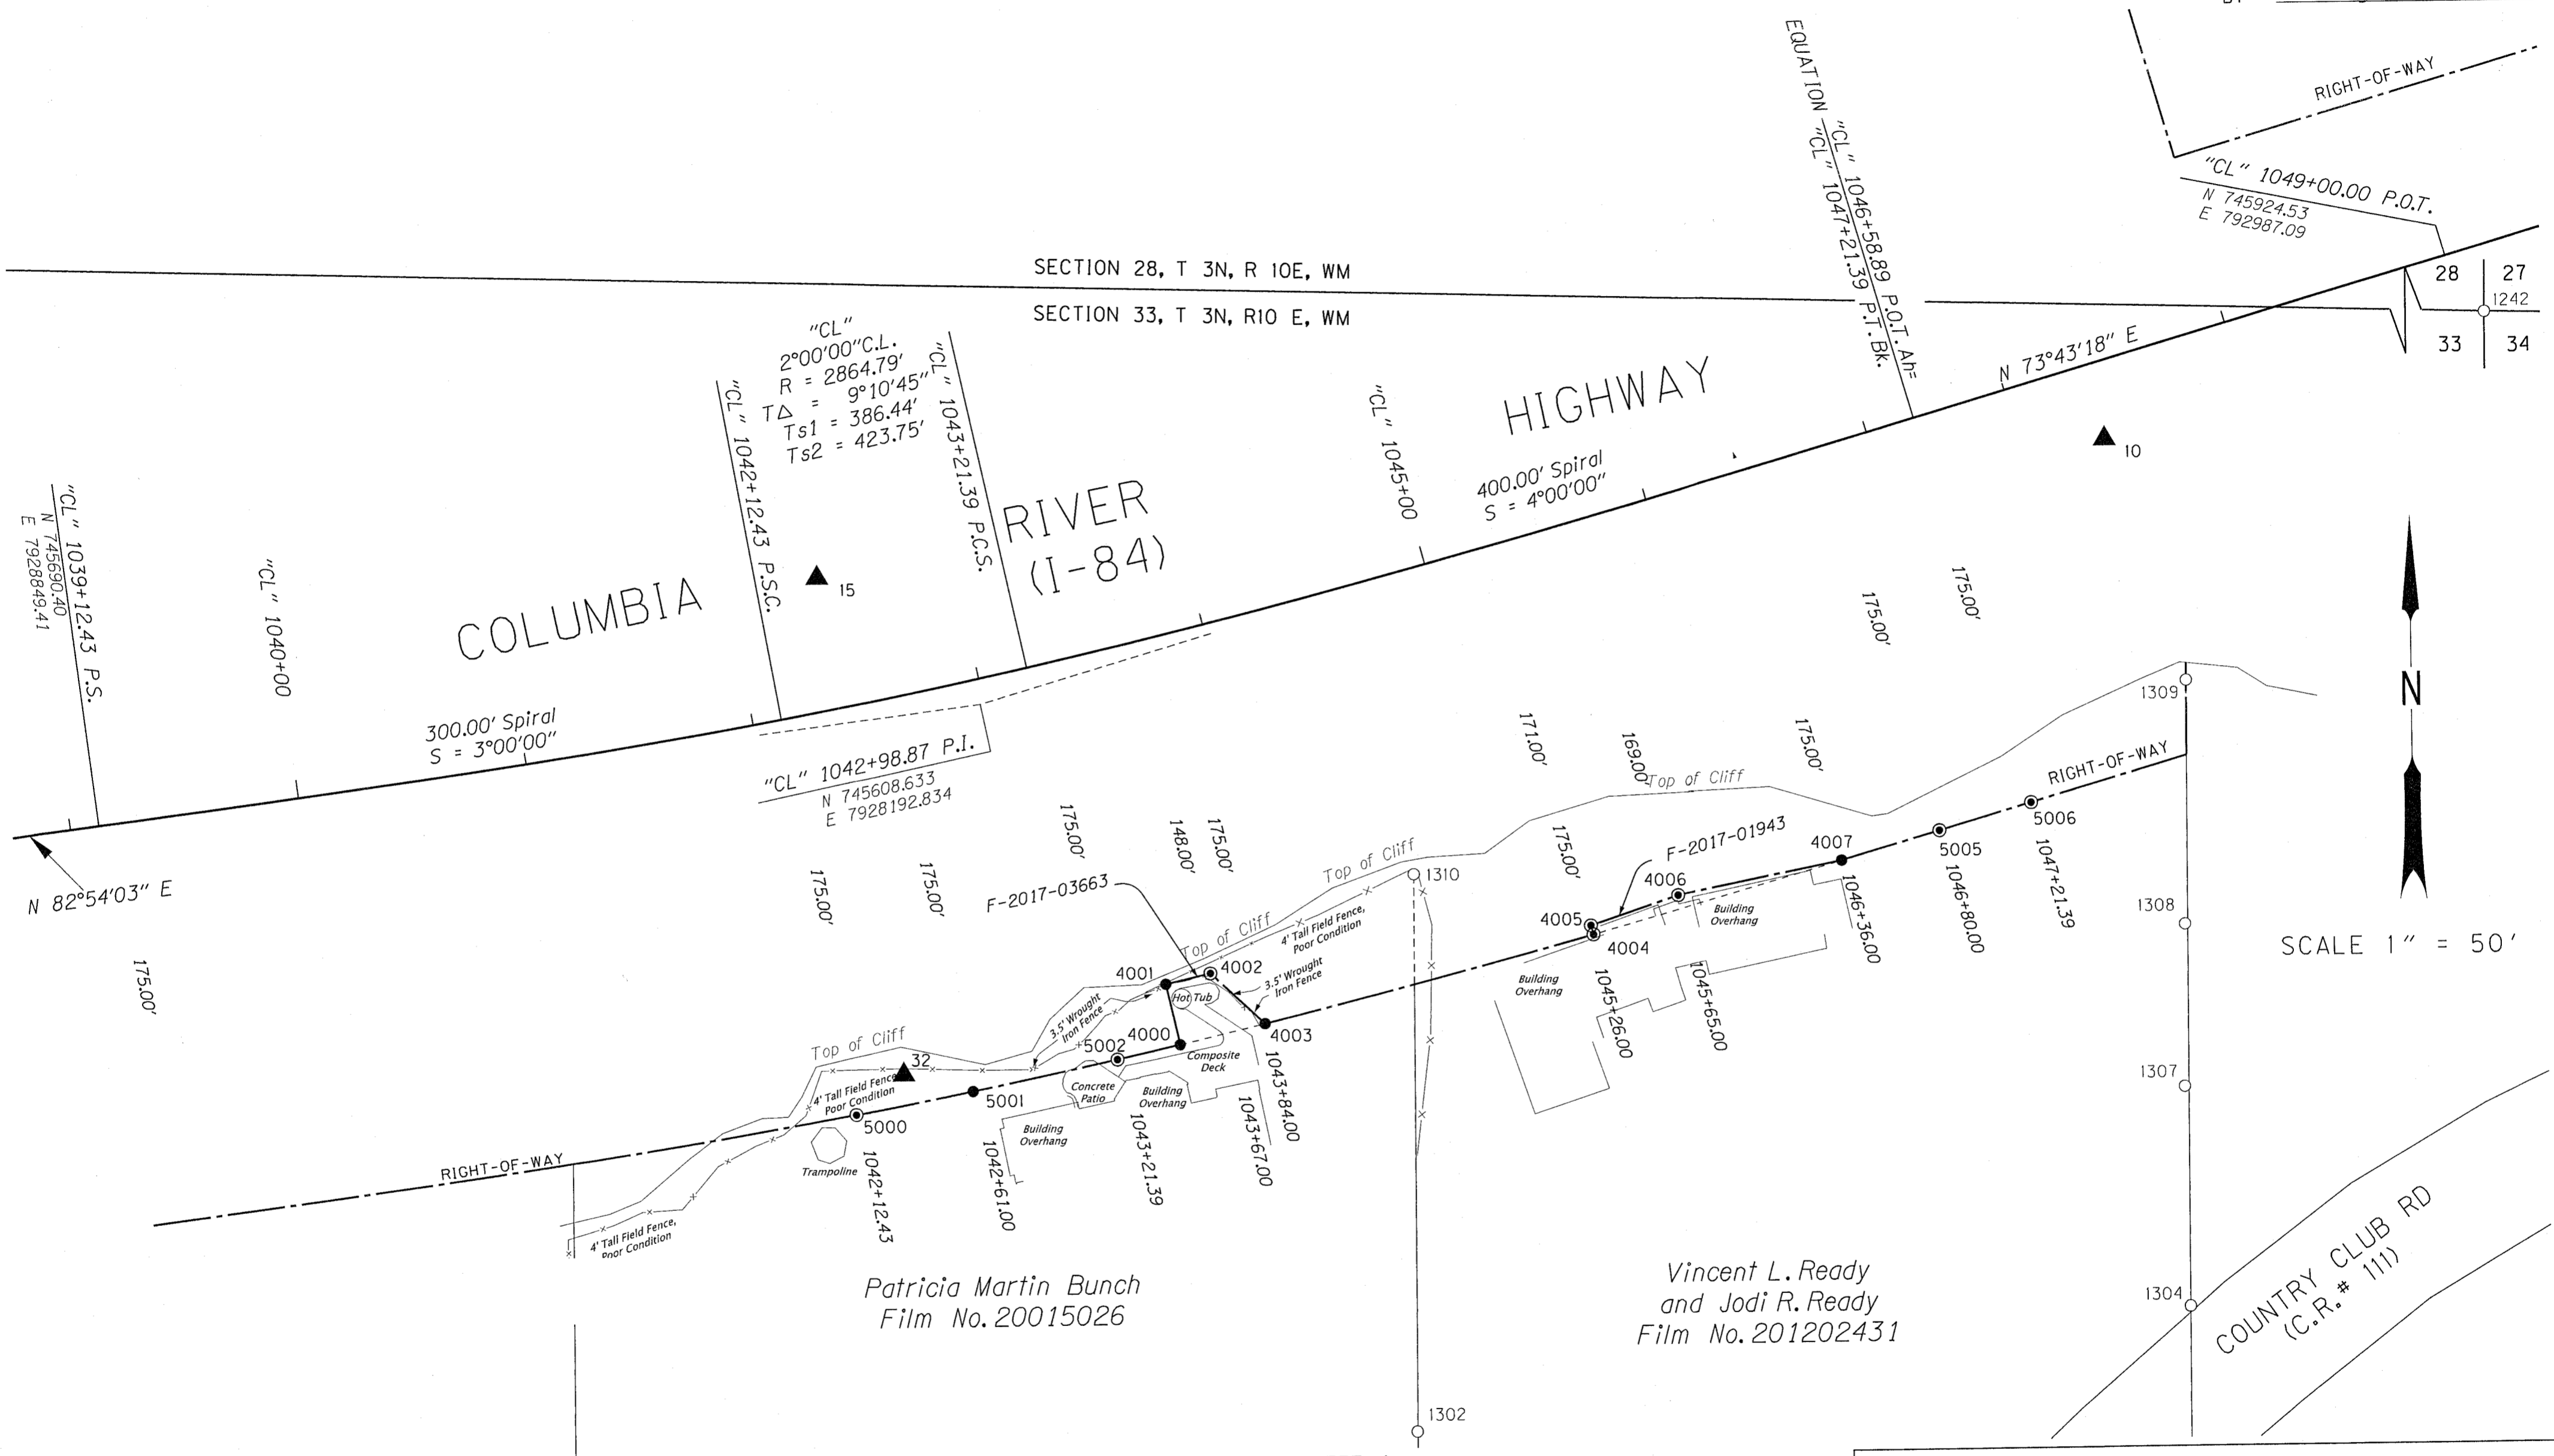 RIGHT-OF-WAY
EQUATION
"CL" 1046+58.89 P.O.T. Ah=
"CL" 1047+21.39 P.T. Bk.
"CL" 1049+00.00 P.O.T.
N 745924.53
E 792987.09
SECTION 28, T 3N, R 10E, WM
SECTION 33, T 3N, R10 E, WM
28
27
1242
33
34
"CL"
2°00'00"C.L.
R = 2864.79'
T∆ = 9°10'45"
Ts1 = 386.44'
Ts2 = 423.75'
"CL" 1042+12.43 P.S.C.
"CL" 1043+21.39 P.C.S.
"CL" 1045+00
HIGHWAY
N 73°43'18" E
10
400.00' Spiral
S = 4°00'00"
RIVER
(I-84)
15
COLUMBIA
"CL" 1039+12.43 P.S.
N 745690.40
E 7928849.41
"CL" 1040+00
300.00' Spiral
S = 3°00'00"
N 82°54'03" E
"CL" 1042+98.87 P.I.
N 745608.633
E 7928192.834
175.00'
175.00'
N
SCALE 1" = 50'
1309
RIGHT-OF-WAY
171.00'
169.00'
175.00'
Top of Cliff
175.00'
148.00'
175.00'
175.00'
175.00'
175.00'
175.00'
F-2017-01943
F-2017-03663
4007
5006
5005
4006
4005
4004
1047+21.39
1046+80.00
1046+36.00
1308
1310
Top of Cliff
Top of Cliff
4' Tall Field Fence,
Poor Condition
Building
Overhang
Building
Overhang
1045+26.00
1045+65.00
4001
4002
3.5' Wrought
Iron Fence
Hot Tub
3.5' Wrought
Iron Fence
4000
4003
5002
Composite
Deck
Top of Cliff
32
4' Tall Field Fence,
Poor Condition
5001
5000
Concrete
Patio
Building
Overhang
Building
Overhang
Trampoline
1042+12.43
1042+61.00
1043+21.39
1043+67.00
1043+84.00
1307
RIGHT-OF-WAY
4' Tall Field Fence,
Poor Condition
Patricia Martin Bunch
Film No. 20015026
Vincent L. Ready
and Jodi R. Ready
Film No. 201202431
1304
COUNTRY CLUB RD
(C.R. # 111)
1302